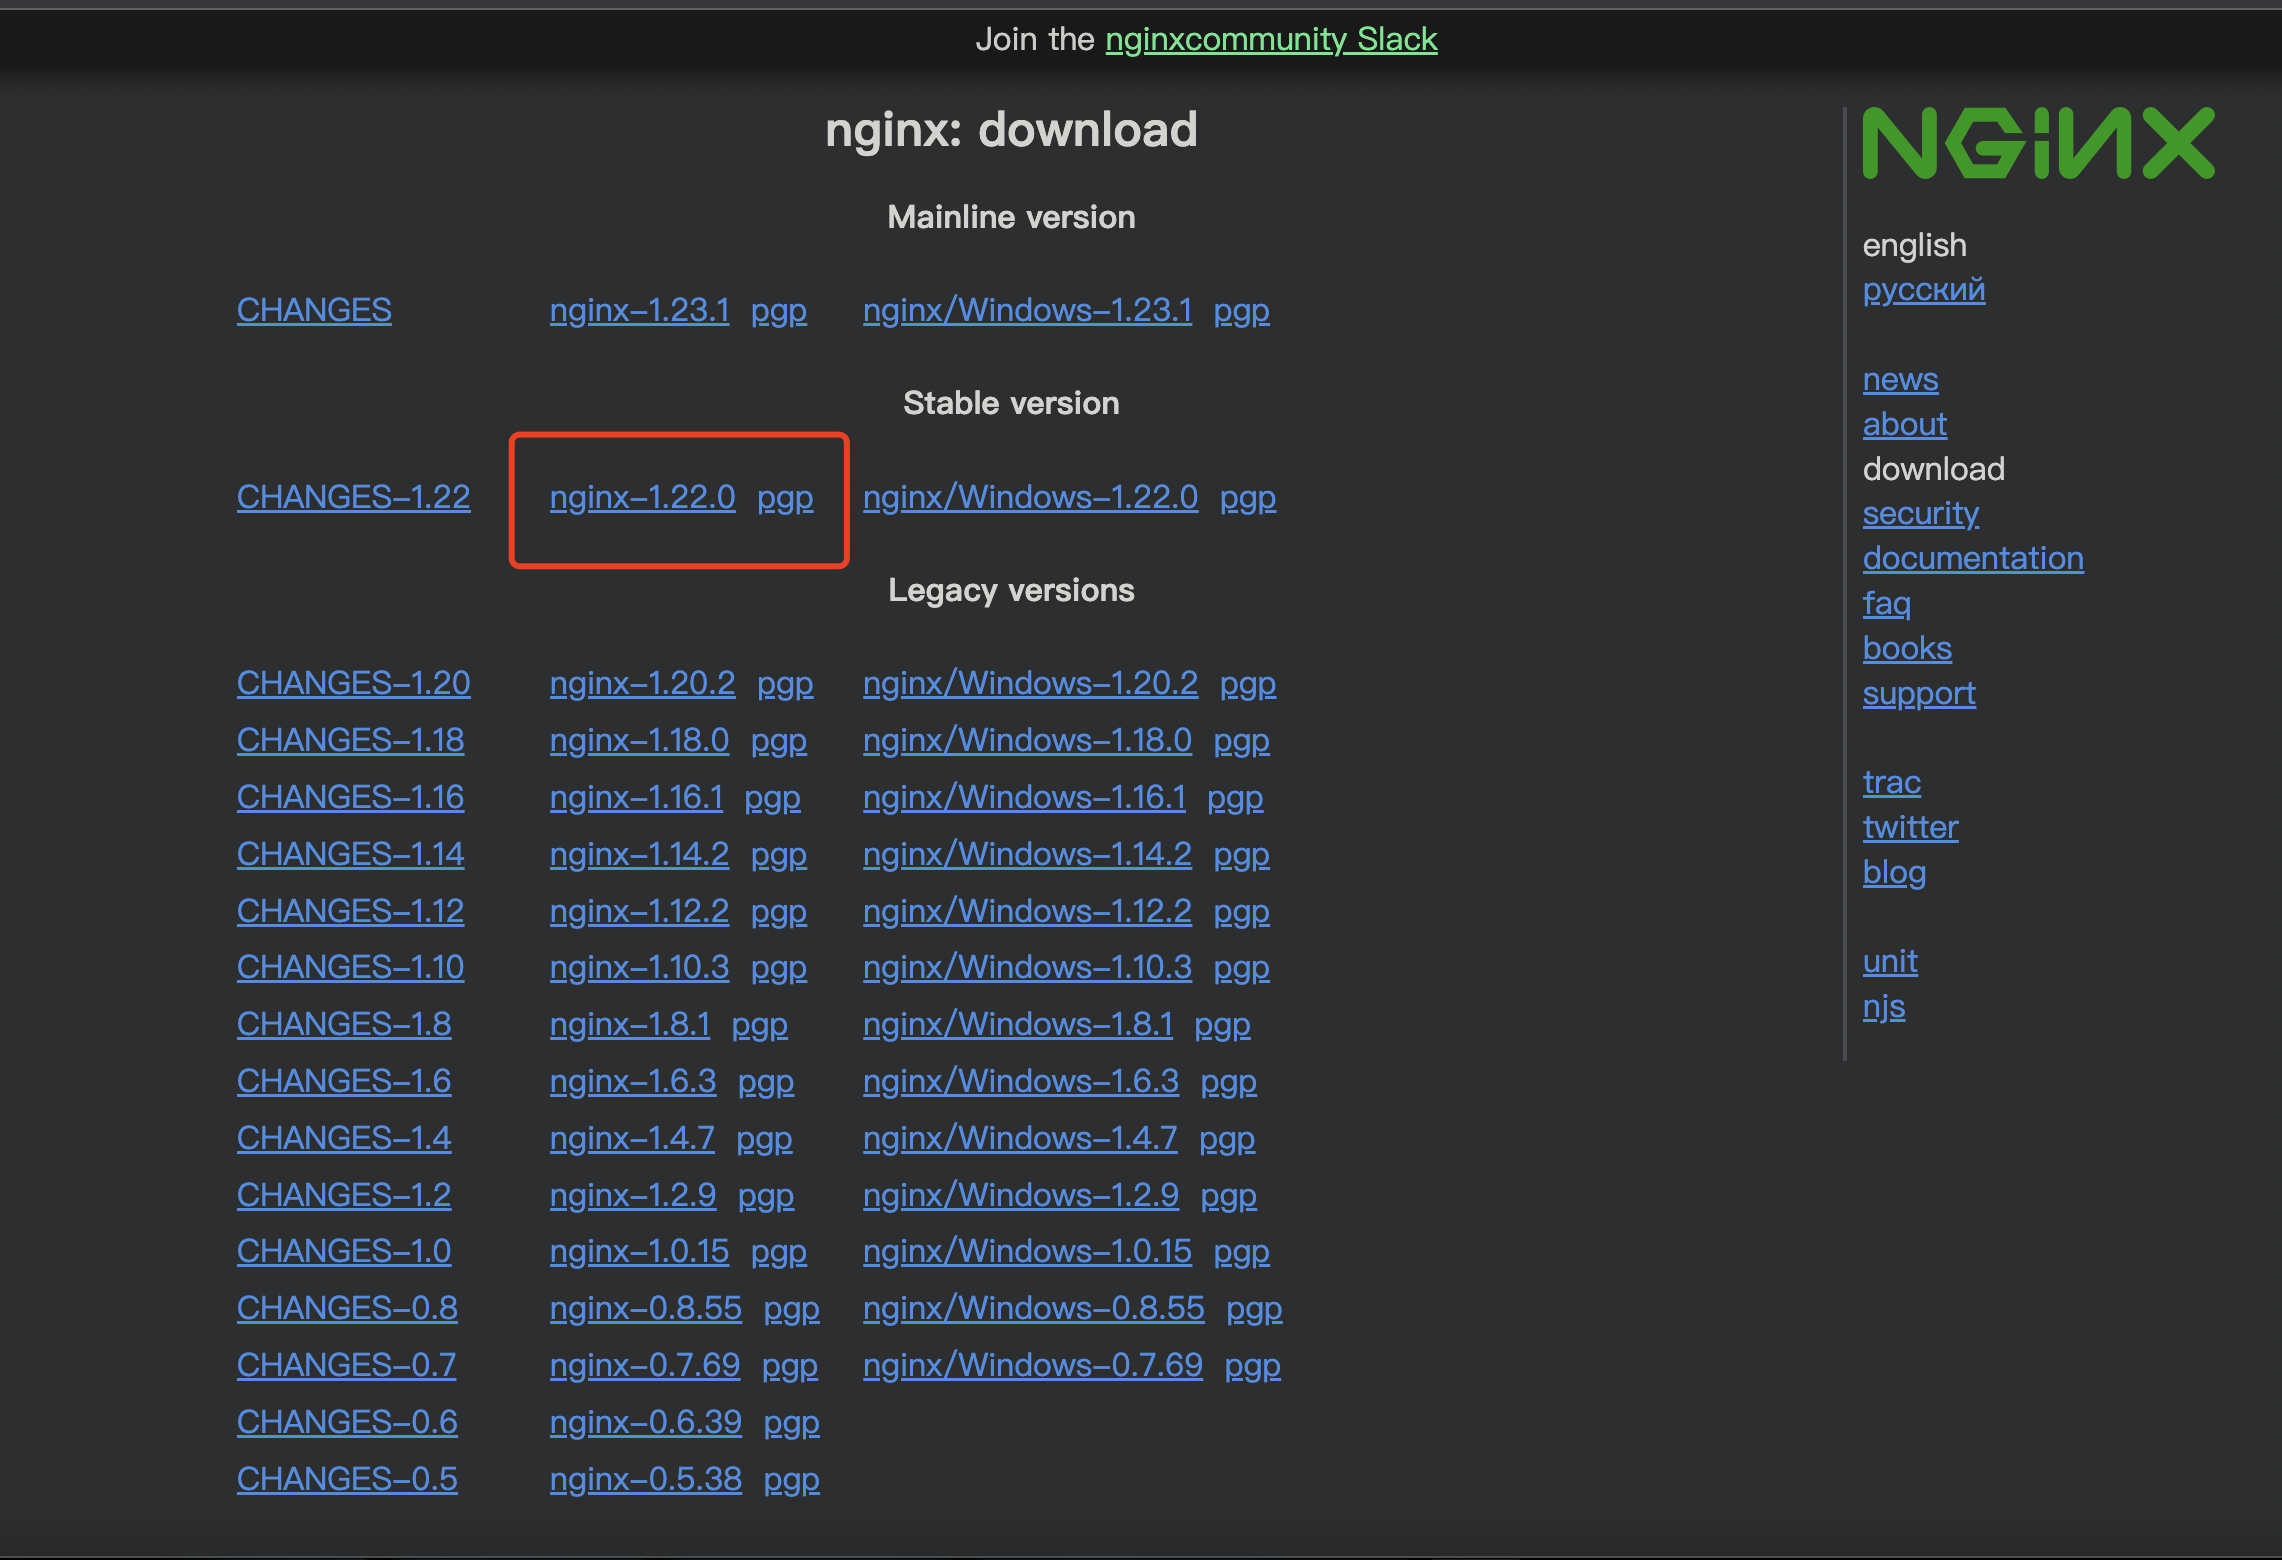 Join the nginxcommunity Slack
nginx: download
Mainline version
CHANGES nginx-1.23.1 pgp nginx/Windows-1.23.1 pgp
Stable version
CHANGES-1.22 nginx-1.22.0 pgp nginx/Windows-1.22.0 pgp
Legacy versions
CHANGES-1.20 nginx-1.20.2 pgp nginx/Windows-1.20.2 pgp
CHANGES-1.18 nginx-1.18.0 pgp nginx/Windows-1.18.0 pgp
CHANGES-1.16 nginx-1.16.1 pgp nginx/Windows-1.16.1 pgp
CHANGES-1.14 nginx-1.14.2 pgp nginx/Windows-1.14.2 pgp
CHANGES-1.12 nginx-1.12.2 pgp nginx/Windows-1.12.2 pgp
CHANGES-1.10 nginx-1.10.3 pgp nginx/Windows-1.10.3 pgp
CHANGES-1.8 nginx-1.8.1 pgp nginx/Windows-1.8.1 pgp
CHANGES-1.6 nginx-1.6.3 pgp nginx/Windows-1.6.3 pgp
CHANGES-1.4 nginx-1.4.7 pgp nginx/Windows-1.4.7 pgp
CHANGES-1.2 nginx-1.2.9 pgp nginx/Windows-1.2.9 pgp
CHANGES-1.0 nginx-1.0.15 pgp nginx/Windows-1.0.15 pgp
CHANGES-0.8 nginx-0.8.55 pgp nginx/Windows-0.8.55 pgp
CHANGES-0.7 nginx-0.7.69 pgp nginx/Windows-0.7.69 pgp
CHANGES-0.6 nginx-0.6.39 pgp
CHANGES-0.5 nginx-0.5.38 pgp
NGiNX
english
русский
news
about
download
security
documentation
faq
books
support
trac
twitter
blog
unit
njs